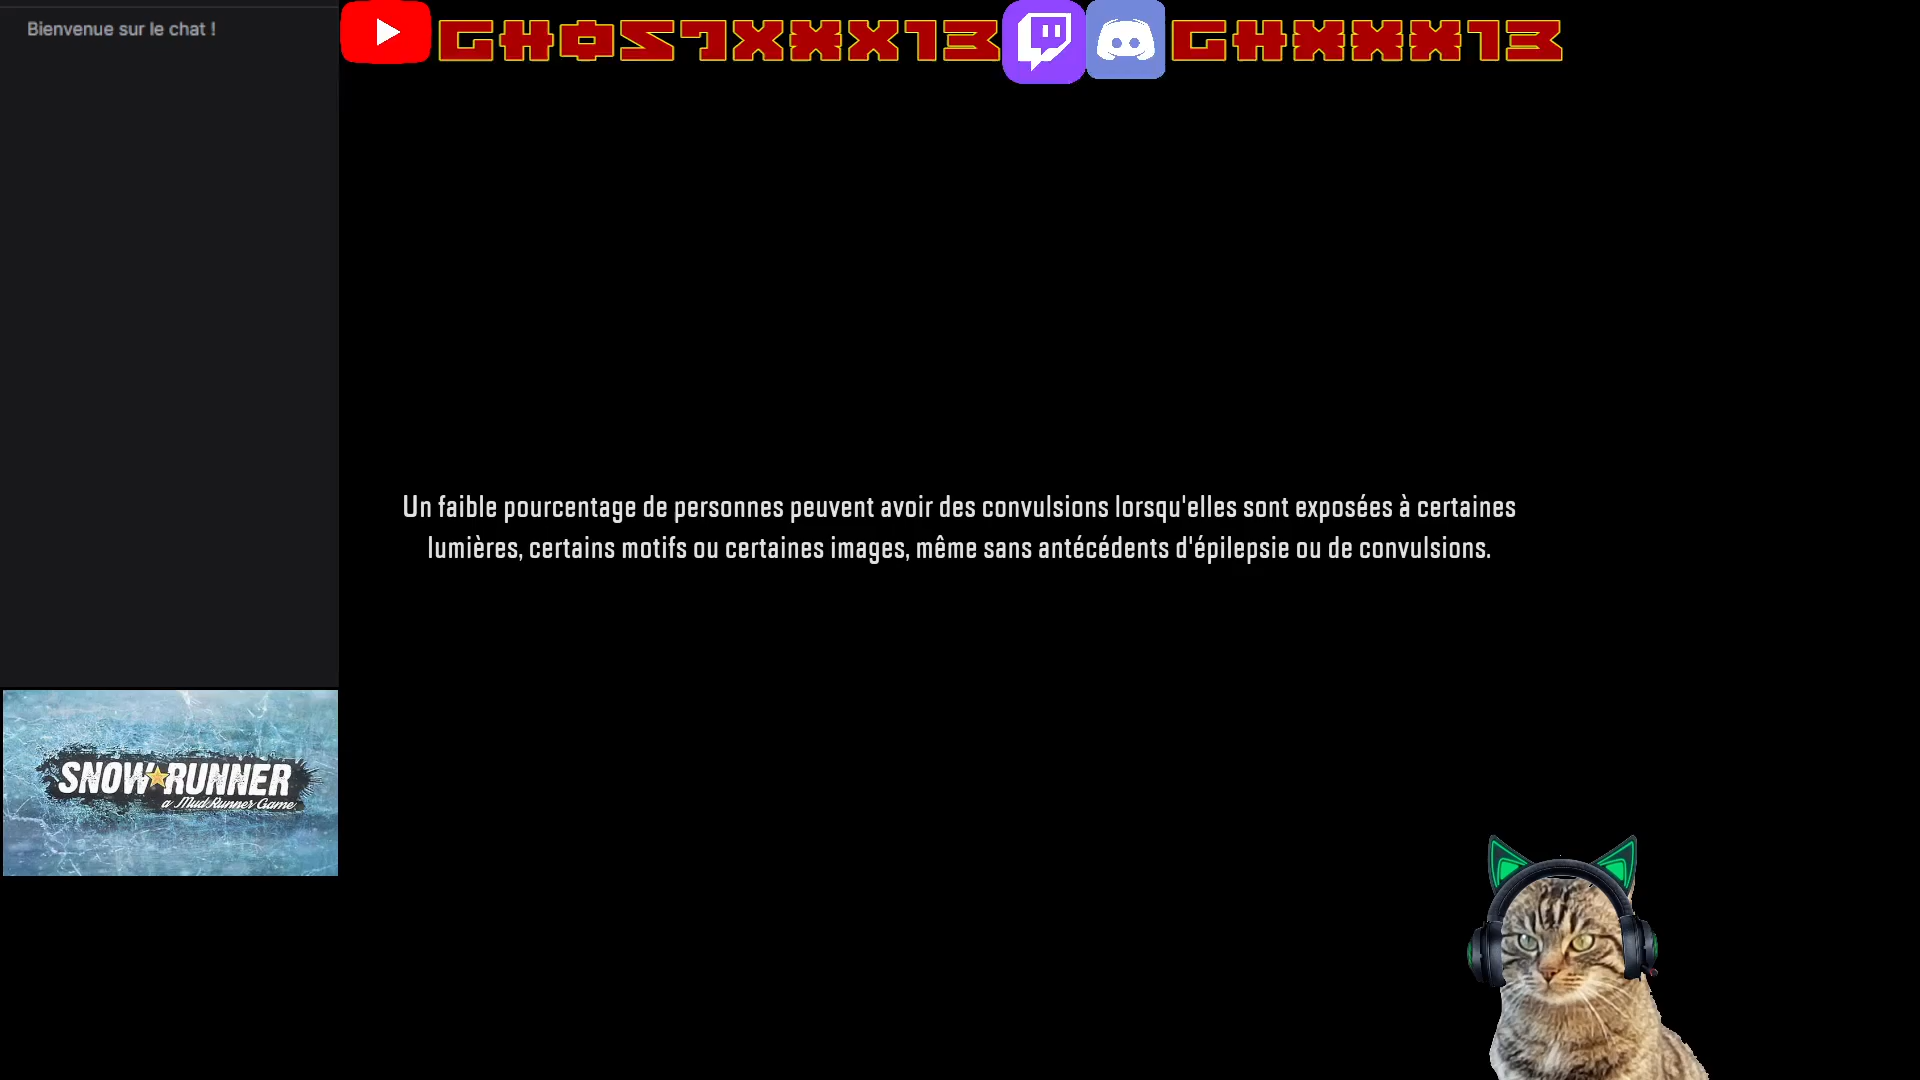 Bienvenue sur le chat !
GHOSTXXX13
GHXXX13
Un faible pourcentage de personnes peuvent avoir des convulsions lorsqu'elles sont exposées à certaines
lumières, certains motifs ou certaines images, même sans antécédents d'épilepsie ou de convulsions.
SNOWRUNNER
a MudRunner Game